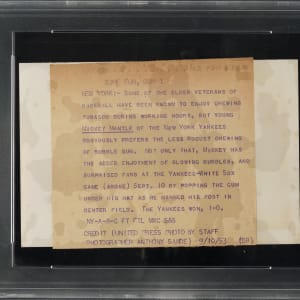 NEW YORK:- SOME OF THE OLDER VETERANS OF
BASEBALL HAVE BEEN KNOWN TO ENJOY CHEWING
TOBACCO DURING WORKING HOURS, BUT YOUNG
MICKEY MANTLE OF THE NEW YORK YANKEES
OBVIOUSLY PREFERS THE LESS POTENT CHEWING
OF BUBBLE GUM. NOT ONLY THAT, MICKEY HAS
THE ADDED ENJOYMENT OF BLOWING BUBBLES, AND
SURPRISED FANS AT THE YANKEES-WHITE SOX
GAME (ABOVE) SEPT. 10 BY POPPING THE GUM
UNDER HIS HAT AS HE MANNED HIS POST IN
CENTER FIELD. THE YANKEES WON, 1-0.
CREDIT (UNITED PRESS PHOTO BY STAFF
PHOTOGRAPHER ANTHONY 9/10/53